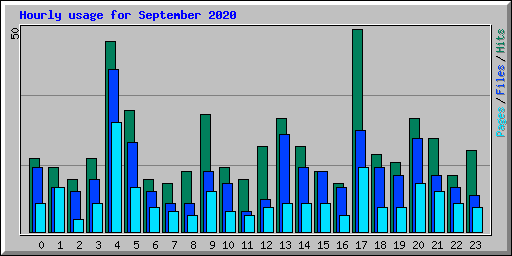 Hourly usage for September 2020
50
Pages / Files / Hits
0 1 2 3 4 5 6 7 8 9 10 11 12 13 14 15 16 17 18 19 20 21 22 23